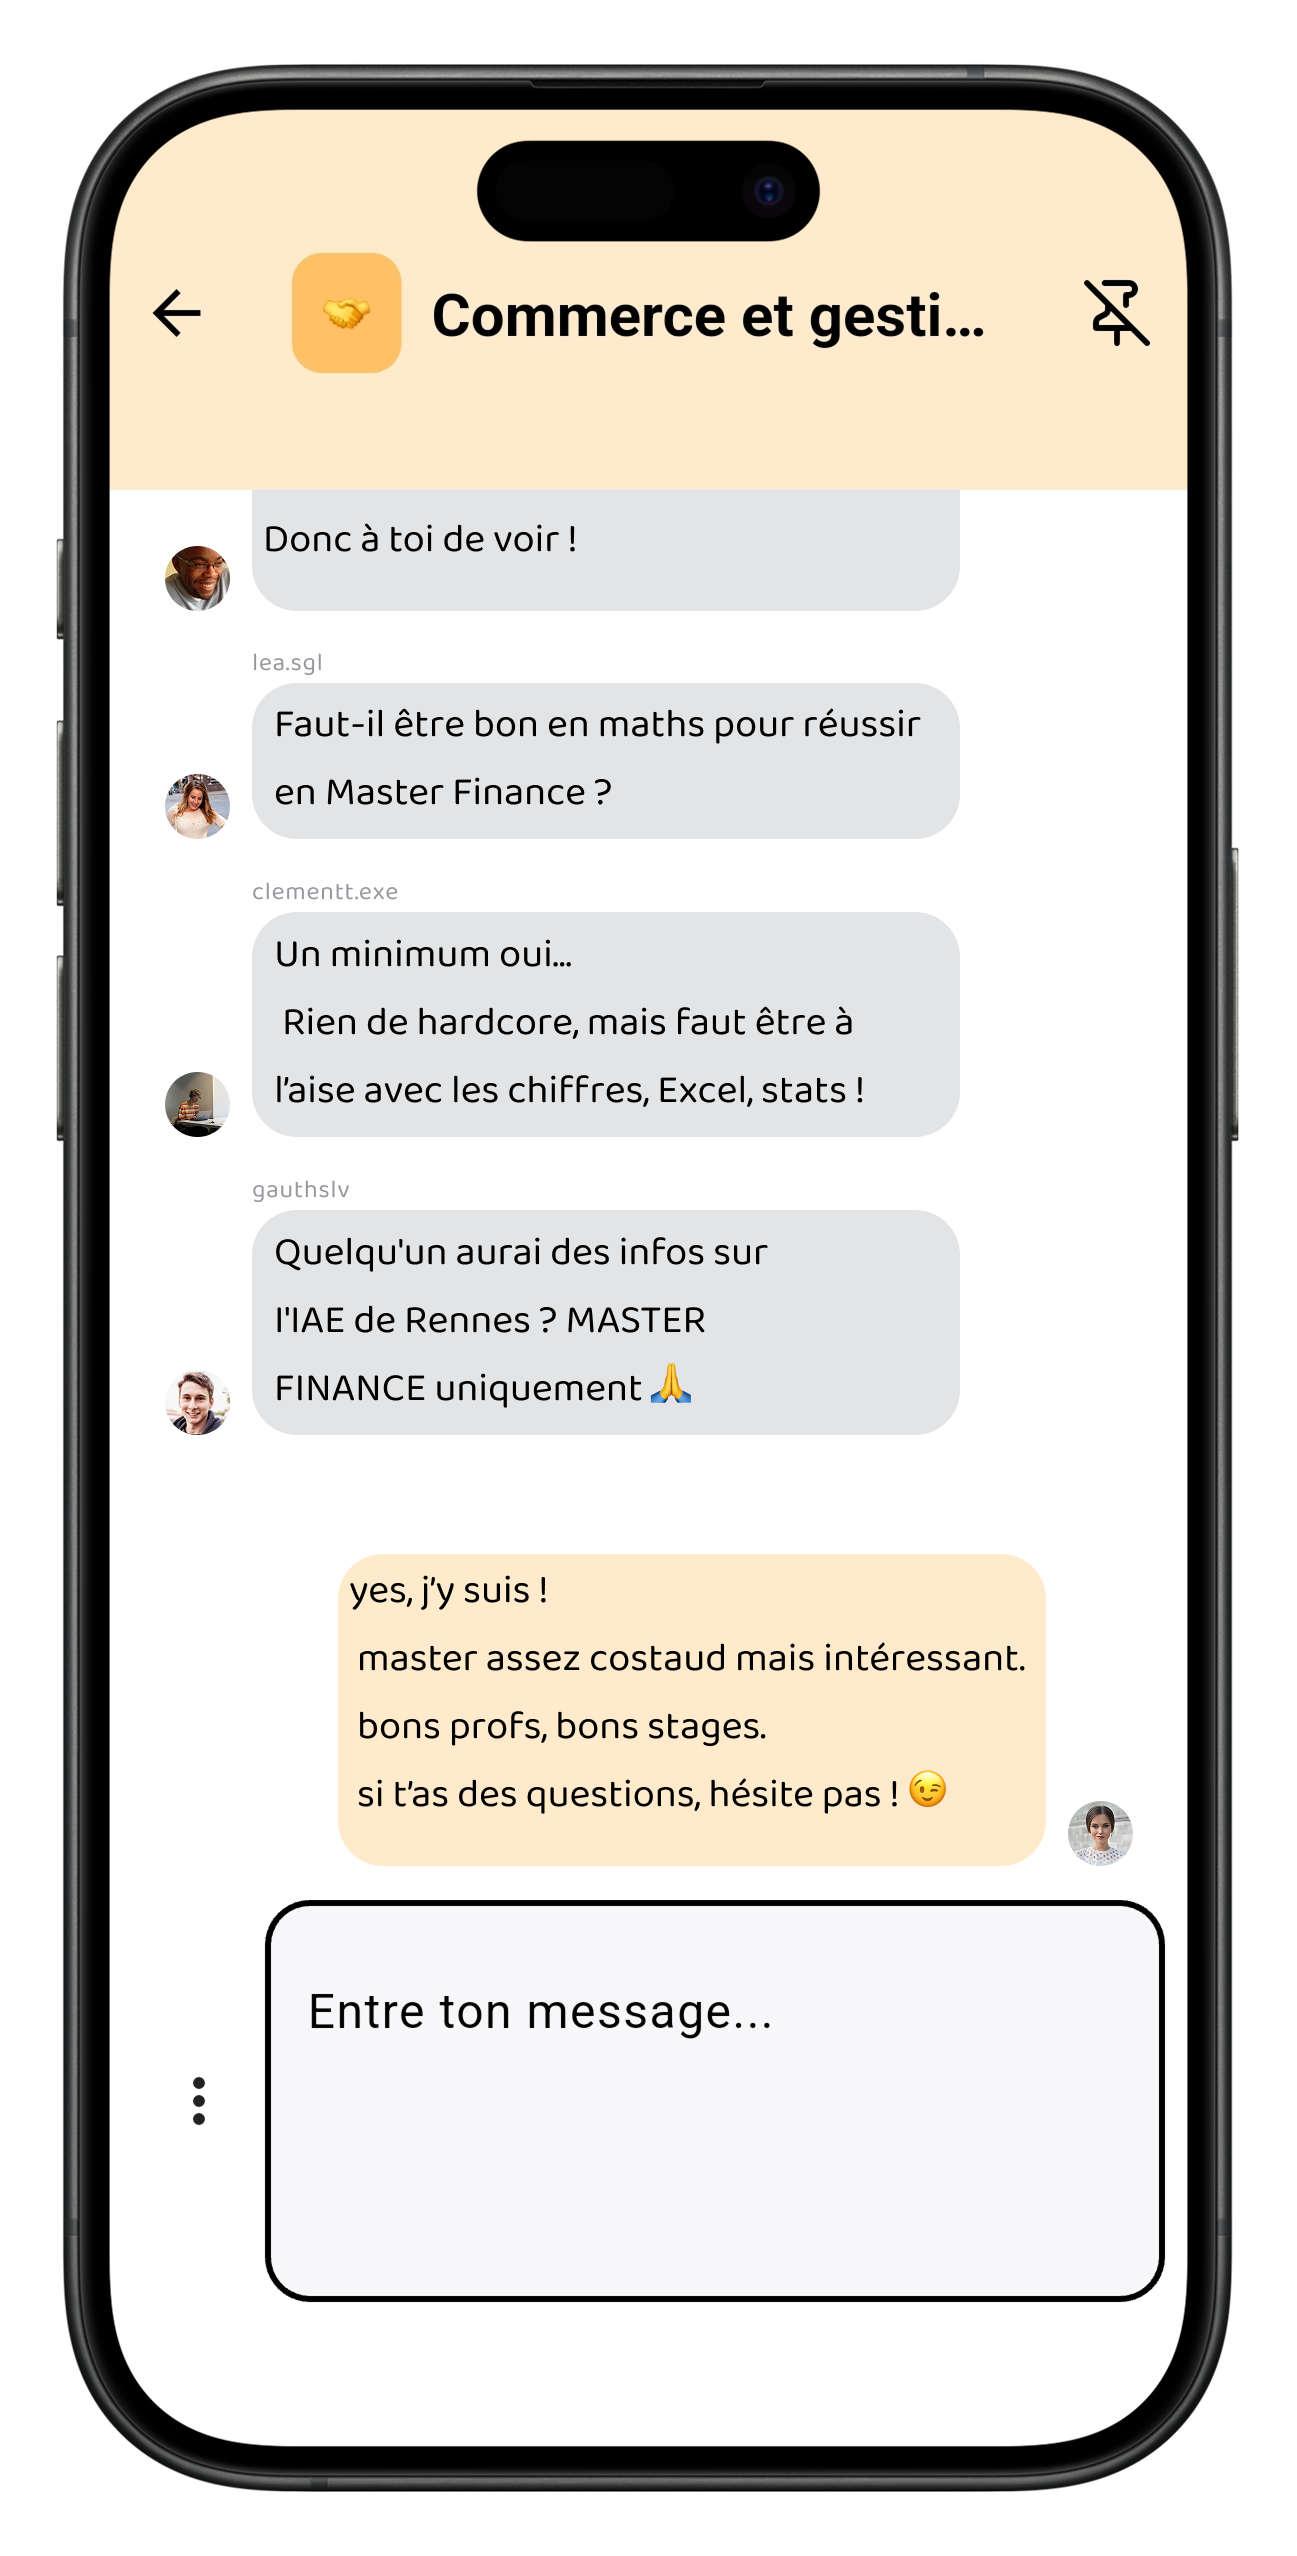 Commerce et gesti...
Donc à toi de voir !
lea.sgl
Faut-il être bon en maths pour réussir
en Master Finance ?
clementt.exe
Un minimum oui...
Rien de hardcore, mais faut être à
l’aise avec les chiffres, Excel, stats !
gauthslv
Quelqu'un aurai des infos sur
l'IAE de Rennes ? MASTER
FINANCE uniquement 🙏
yes, j’y suis !
master assez costaud mais intéressant.
bons profs, bons stages.
si t’as des questions, hésite pas ! 😉
Entre ton message...